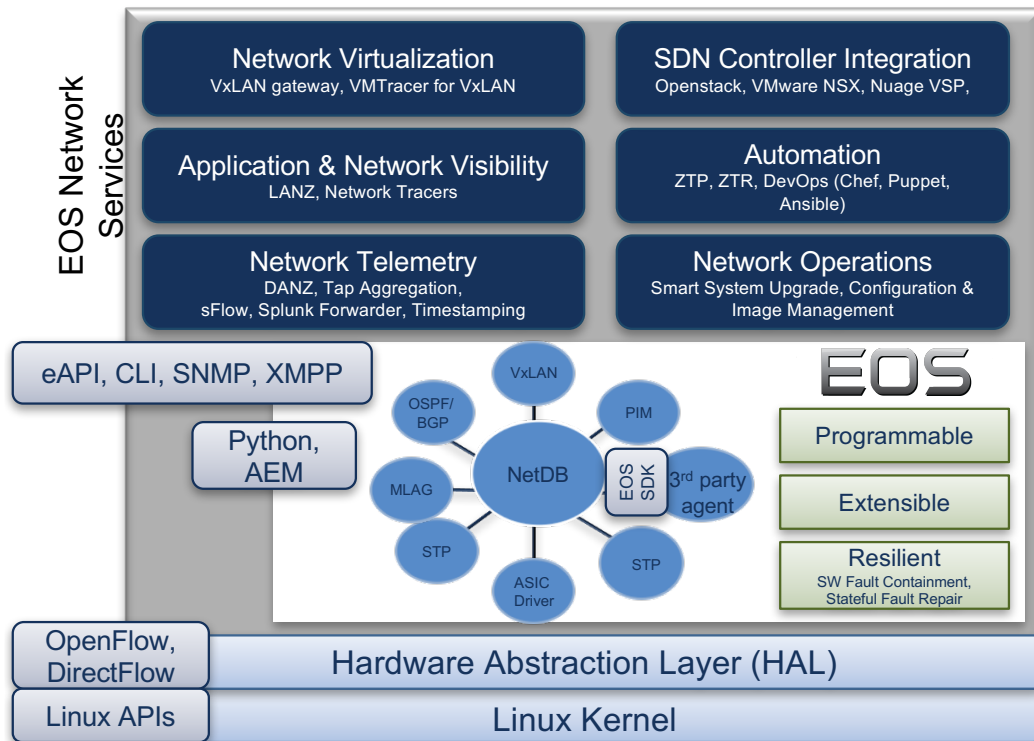 EOS Network
Services
Network Virtualization
VxLAN gateway, VMTracer for VxLAN
SDN Controller Integration
Openstack, VMware NSX, Nuage VSP,
Application & Network Visibility
LANZ, Network Tracers
Automation
ZTP, ZTR, DevOps (Chef, Puppet,
Ansible)
Network Telemetry
DANZ, Tap Aggregation,
sFlow, Splunk Forwarder, Timestamping
Network Operations
Smart System Upgrade, Configuration &
Image Management
eAPI, CLI, SNMP, XMPP
Python,
AEM
VxLAN
OSPF/
BGP
PIM
NetDB
EOS
SDK
3rd party
agent
MLAG
STP
ASIC
Driver
STP
EOS
Programmable
Extensible
Resilient
SW Fault Containment,
Stateful Fault Repair
OpenFlow,
DirectFlow
Hardware Abstraction Layer (HAL)
Linux APIs
Linux Kernel